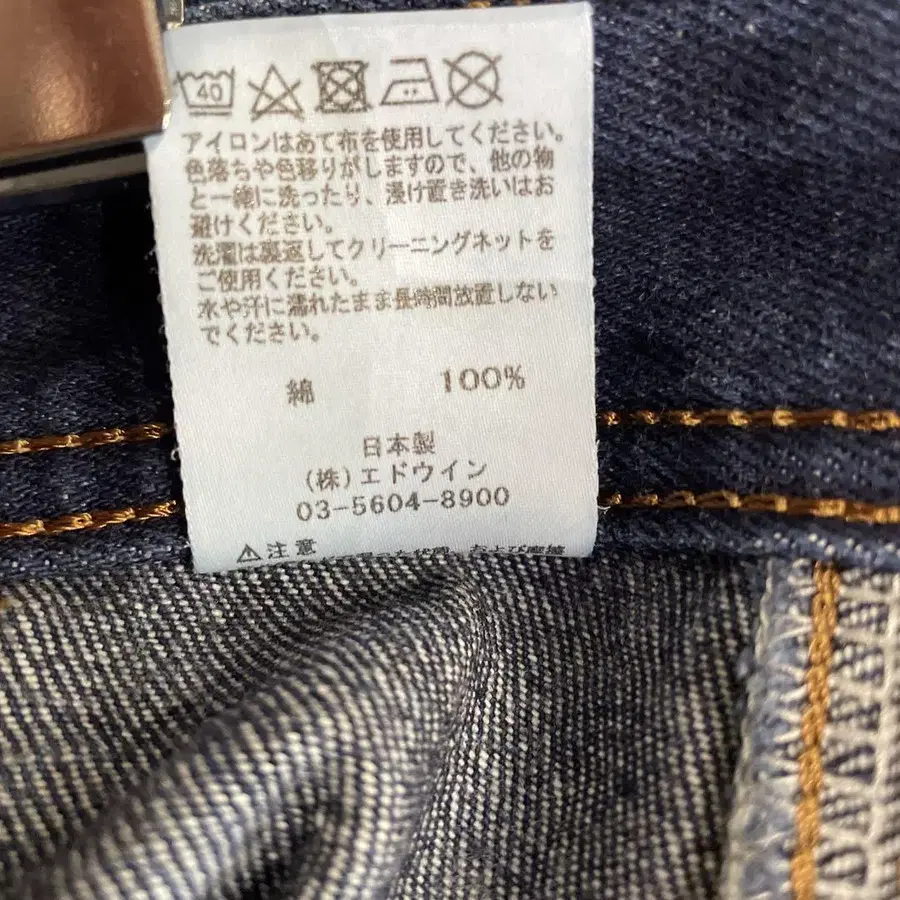 40
アイロンはあて布を使用してください。
色落ちや色移りがしますので、他の物
と一緒に洗ったり、浸け置き洗いはお
避けください。
洗濯は裏返してクリーニングネットを
ご使用ください。
水や汗に濡れたまま長時間放置しない
でください。
綿 100%
日本製
(株)エドウイン
03-5604-8900
⚠注意
および摩擦